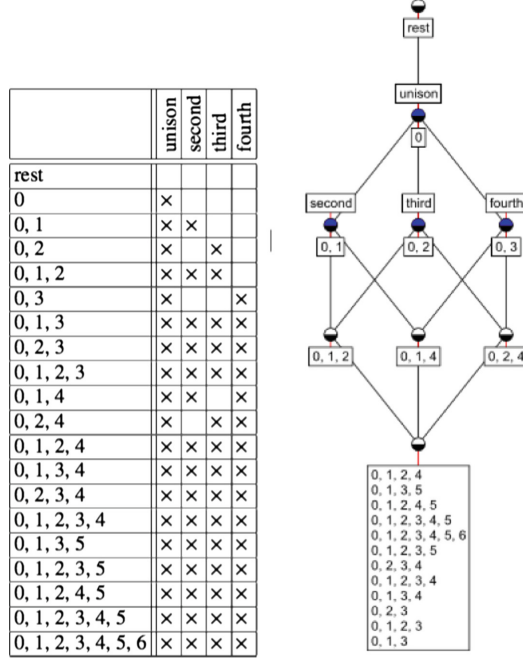 unison second third fourth
rest
0 ×
0, 1 × ×
0, 2 × ×
0, 1, 2 × × ×
0, 3 × ×
0, 1, 3 × × × ×
0, 2, 3 × × × ×
0, 1, 2, 3 × × × ×
0, 1, 4 × × ×
0, 2, 4 × × ×
0, 1, 2, 4 × × × ×
0, 1, 3, 4 × × × ×
0, 2, 3, 4 × × × ×
0, 1, 2, 3, 4 × × × ×
0, 1, 3, 5 × × × ×
0, 1, 2, 3, 5 × × × ×
0, 1, 2, 4, 5 × × × ×
0, 1, 2, 3, 4, 5 × × × ×
0, 1, 2, 3, 4, 5, 6 × × × ×
rest
unison
0
second third fourth
0, 1 0, 2 0, 3
0, 1, 2 0, 1, 4 0, 2, 4
0, 1, 2, 4
0, 1, 3, 5
0, 1, 2, 4, 5
0, 1, 2, 3, 4, 5
0, 1, 2, 3, 4, 5, 6
0, 1, 2, 3, 5
0, 2, 3, 4
0, 1, 2, 3, 4
0, 1, 3, 4
0, 2, 3
0, 1, 2, 3
0, 1, 3